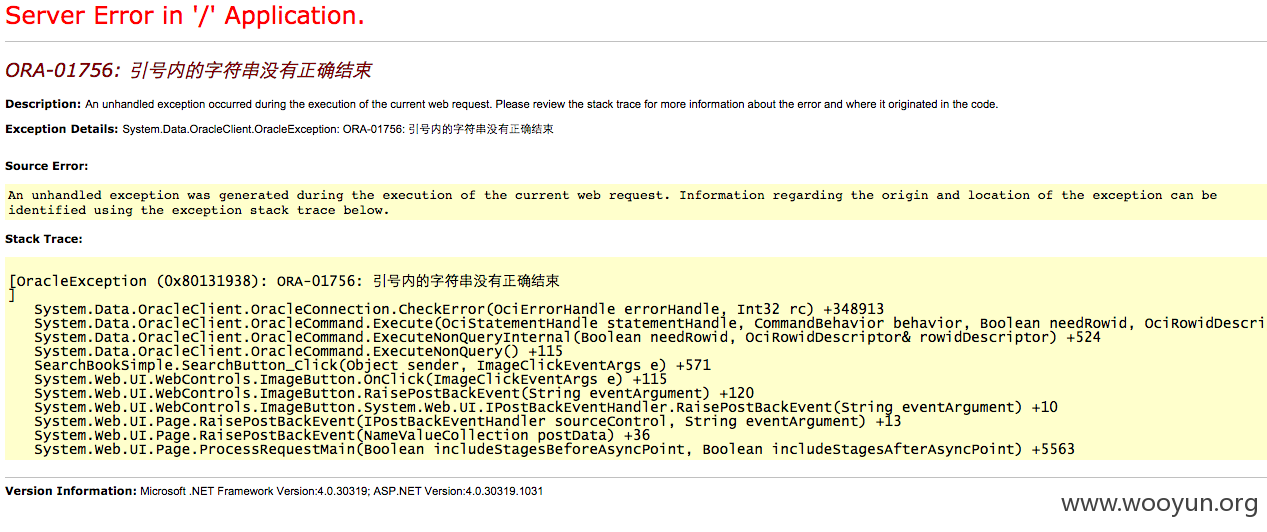 Server Error in '/' Application.
ORA-01756: 引号内的字符串没有正确结束
Description: An unhandled exception occurred during the execution of the current web request. Please review the stack trace for more information about the error and where it originated in the code.
Exception Details: System.Data.OracleClient.OracleException: ORA-01756: 引号内的字符串没有正确结束
Source Error:
An unhandled exception was generated during the execution of the current web request. Information regarding the origin and location of the exception can be
identified using the exception stack trace below.
Stack Trace:
[OracleException (0x80131938): ORA-01756: 引号内的字符串没有正确结束
]
System.Data.OracleClient.OracleConnection.CheckError(OciErrorHandle errorHandle, Int32 rc) +348913
System.Data.OracleClient.OracleCommand.Execute(OciStatementHandle statementHandle, CommandBehavior behavior, Boolean needRowid, OciRowidDescri
System.Data.OracleClient.OracleCommand.ExecuteNonQueryInternal(Boolean needRowid, OciRowidDescriptor& rowidDescriptor) +524
System.Data.OracleClient.OracleCommand.ExecuteNonQuery() +115
SearchBookSimple.SearchButton_Click(Object sender, ImageClickEventArgs e) +571
System.Web.UI.WebControls.ImageButton.OnClick(ImageClickEventArgs e) +115
System.Web.UI.WebControls.ImageButton.RaisePostBackEvent(String eventArgument) +120
System.Web.UI.WebControls.ImageButton.System.Web.UI.IPostBackEventHandler.RaisePostBackEvent(String eventArgument) +10
System.Web.UI.Page.RaisePostBackEvent(IPostBackEventHandler sourceControl, String eventArgument) +13
System.Web.UI.Page.RaisePostBackEvent(NameValueCollection postData) +36
System.Web.UI.Page.ProcessRequestMain(Boolean includeStagesBeforeAsyncPoint, Boolean includeStagesAfterAsyncPoint) +5563
Version Information: Microsoft .NET Framework Version:4.0.30319; ASP.NET Version:4.0.30319.1031
www.wooyun.org